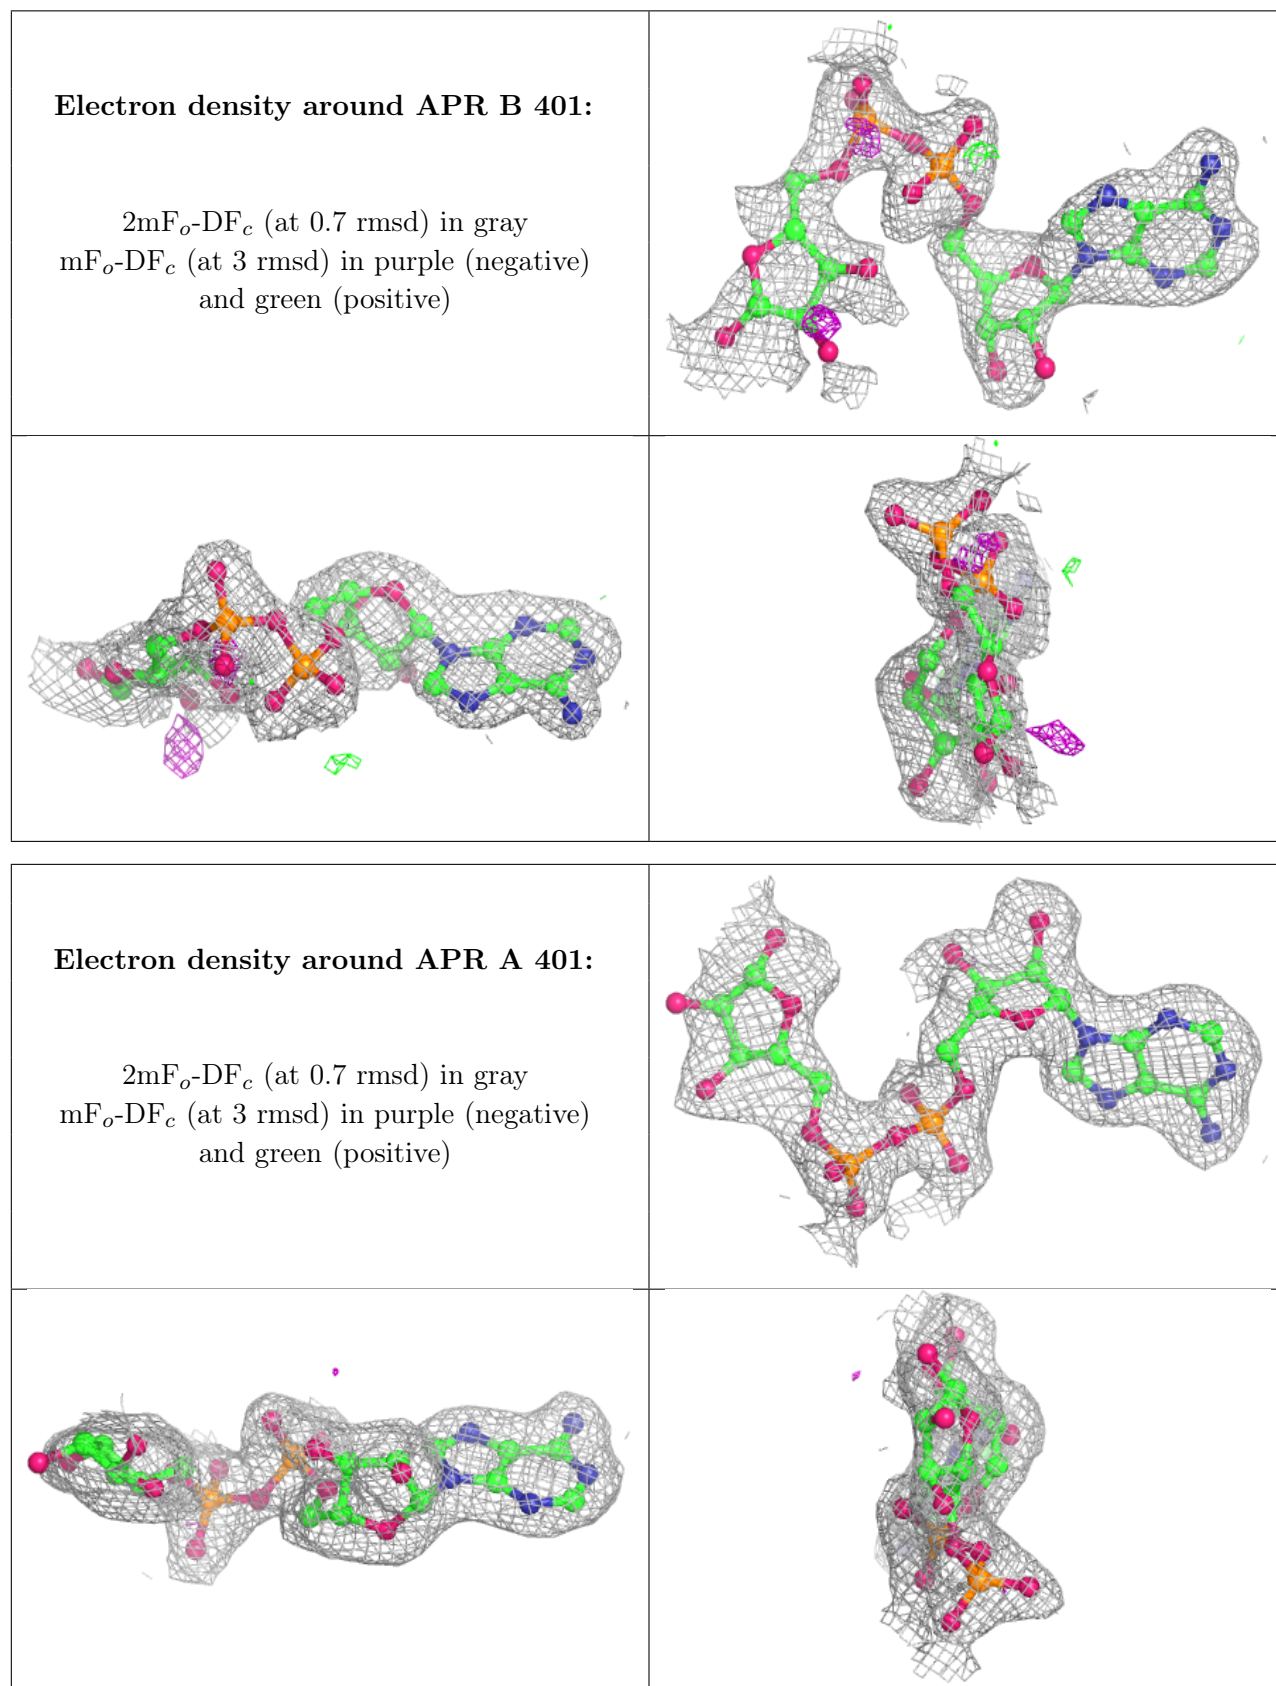 Electron density around APR B 401:
2mFo-DFc (at 0.7 rmsd) in gray
mFo-DFc (at 3 rmsd) in purple (negative)
and green (positive)
Electron density around APR A 401:
2mFo-DFc (at 0.7 rmsd) in gray
mFo-DFc (at 3 rmsd) in purple (negative)
and green (positive)